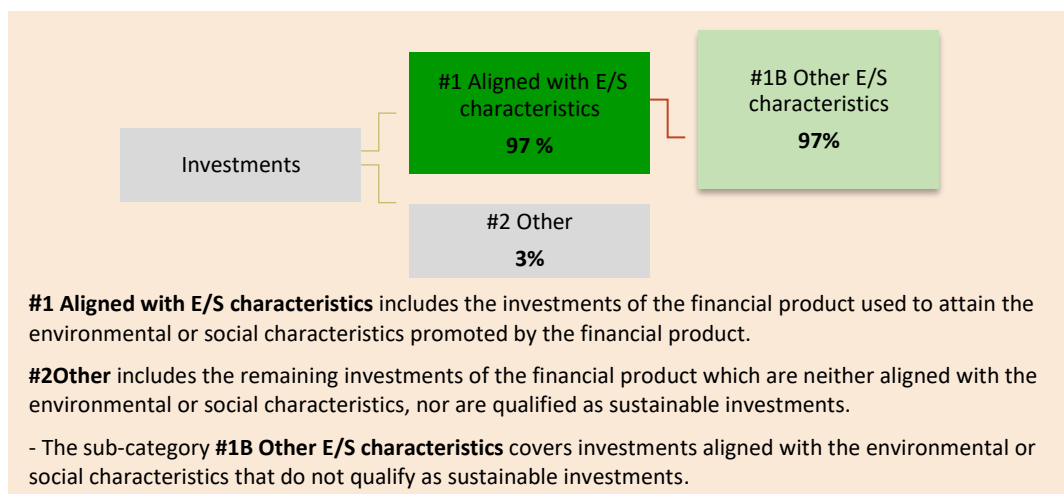 #1 Aligned with E/S
characteristics
97 %
#1B Other E/S
characteristics
97%
Investments
#2 Other
3%
#1 Aligned with E/S characteristics includes the investments of the financial product used to attain the
environmental or social characteristics promoted by the financial product.
#2Other includes the remaining investments of the financial product which are neither aligned with the
environmental or social characteristics, nor are qualified as sustainable investments.
- The sub-category #1B Other E/S characteristics covers investments aligned with the environmental or
social characteristics that do not qualify as sustainable investments.